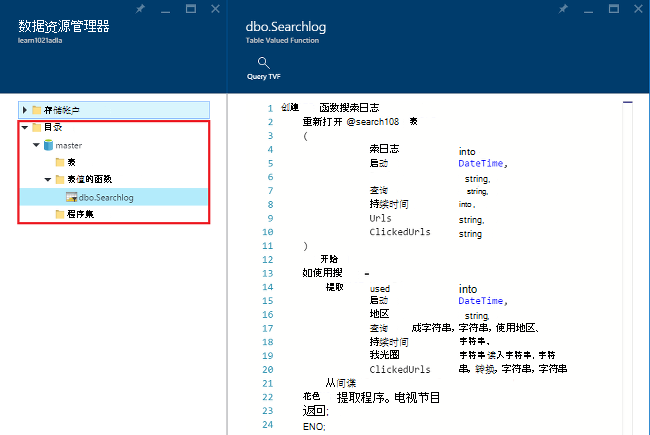 数据资源管理器
learn1021adla
存储帐户
目录
master
表
表值的函数
dbo.Searchlog
程序集
dbo.Searchlog
Table Valued Function
Query TVF
1 创建 函数搜索日志
2 重新打开 @search108 表
3 (
4 索日志 into
5 启动 DateTime,
6 string,
7 查询 string,
8 持续时间 into,
9 Urls string,
10 ClickedUrls string
11 )
12 开始
13 如使用搜 =
14 提取 used into
15 启动 DateTime,
16 地区 string,
17 查询 成字符串，字符串，使用地区、
18 持续时间 字符串、
19 我光圈 字符串读入字符串、字符
20 ClickedUrls 串，转换，字符串，字符串
21 从间谍
22 花色 提取程序。电视节目
23 返回;
24 ENO;